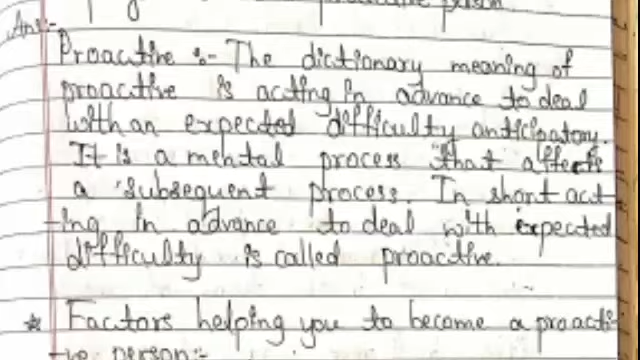 proactive person
Ans:-
Proactive :- The dictionary meaning of
proactive is acting in advance to deal
with an expected difficulty anticipatory.
It is a mental process that affects
a subsequent process. In short act
-ing in advance to deal with expected
difficulty is called proactive.
* Factors helping you to become a proacti
-ve person:-